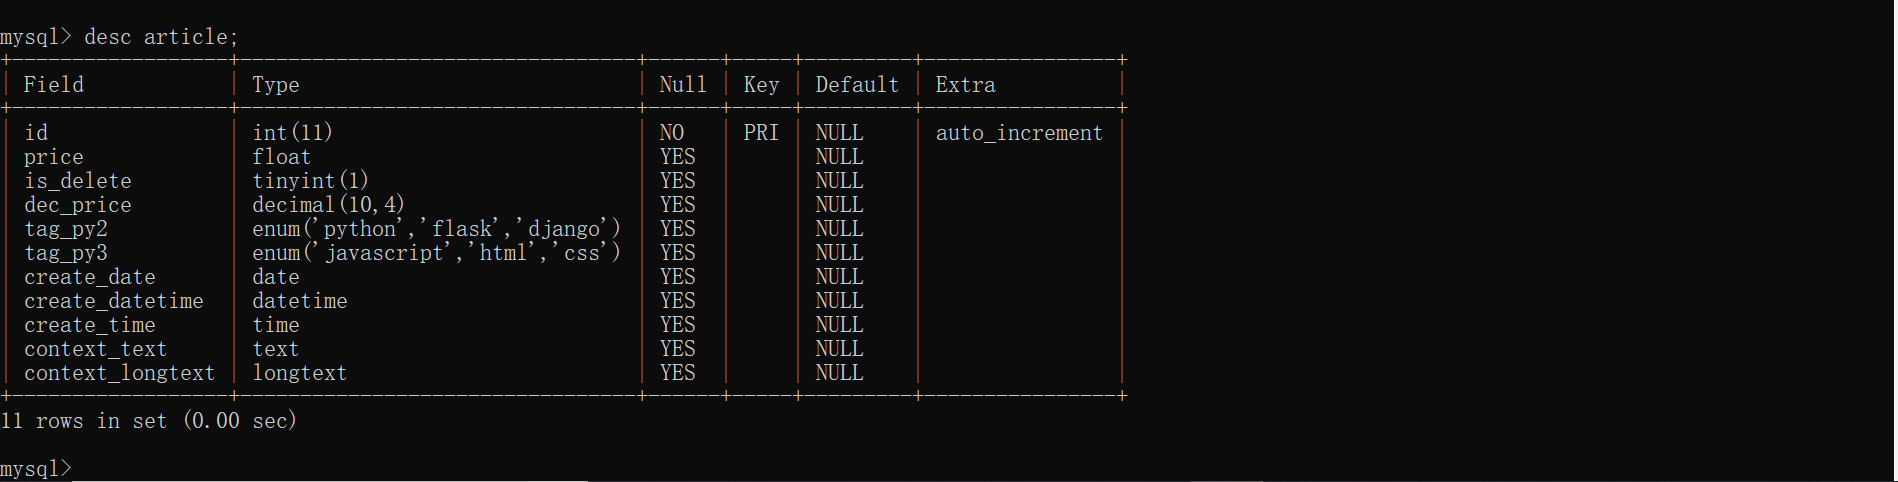 mysql> desc article;
+------------------+---------------------------------+------+-----+---------+----------------+
| Field            | Type                            | Null | Key | Default | Extra          |
+------------------+---------------------------------+------+-----+---------+----------------+
| id               | int(11)                         | NO   | PRI | NULL    | auto_increment |
| price            | float                           | YES  |     | NULL    |                |
| is_delete        | tinyint(1)                      | YES  |     | NULL    |                |
| dec_price        | decimal(10,4)                   | YES  |     | NULL    |                |
| tag_py2          | enum('python','flask','django') | YES  |     | NULL    |                |
| tag_py3          | enum('javascript','html','css') | YES  |     | NULL    |                |
| create_date      | date                            | YES  |     | NULL    |                |
| create_datetime  | datetime                        | YES  |     | NULL    |                |
| create_time      | time                            | YES  |     | NULL    |                |
| context_text     | text                            | YES  |     | NULL    |                |
| context_longtext | longtext                        | YES  |     | NULL    |                |
+------------------+---------------------------------+------+-----+---------+----------------+
11 rows in set (0.00 sec)
mysql>